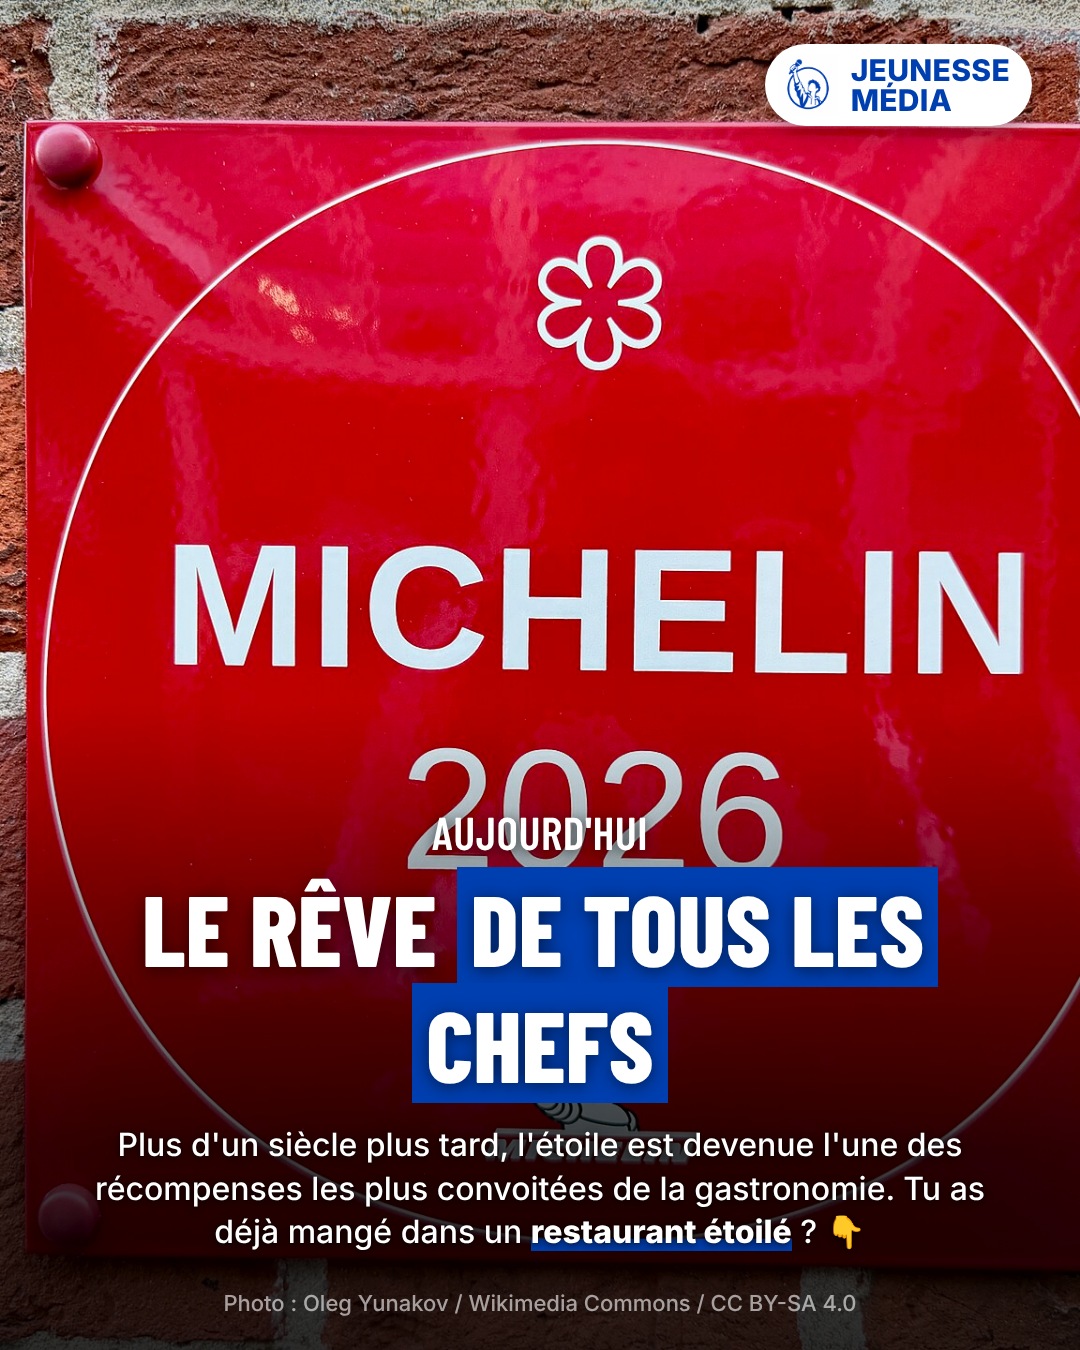 JEUNESSE
MÉDIA
MICHELIN
2026
AUJOURD'HUI
LE RÊVE DE TOUS LES
CHEFS
Plus d'un siècle plus tard, l'étoile est devenue l'une des
récompenses les plus convoitées de la gastronomie. Tu as
déjà mangé dans un restaurant étoilé ? 👇
Photo : Oleg Yunakov / Wikimedia Commons / CC BY-SA 4.0